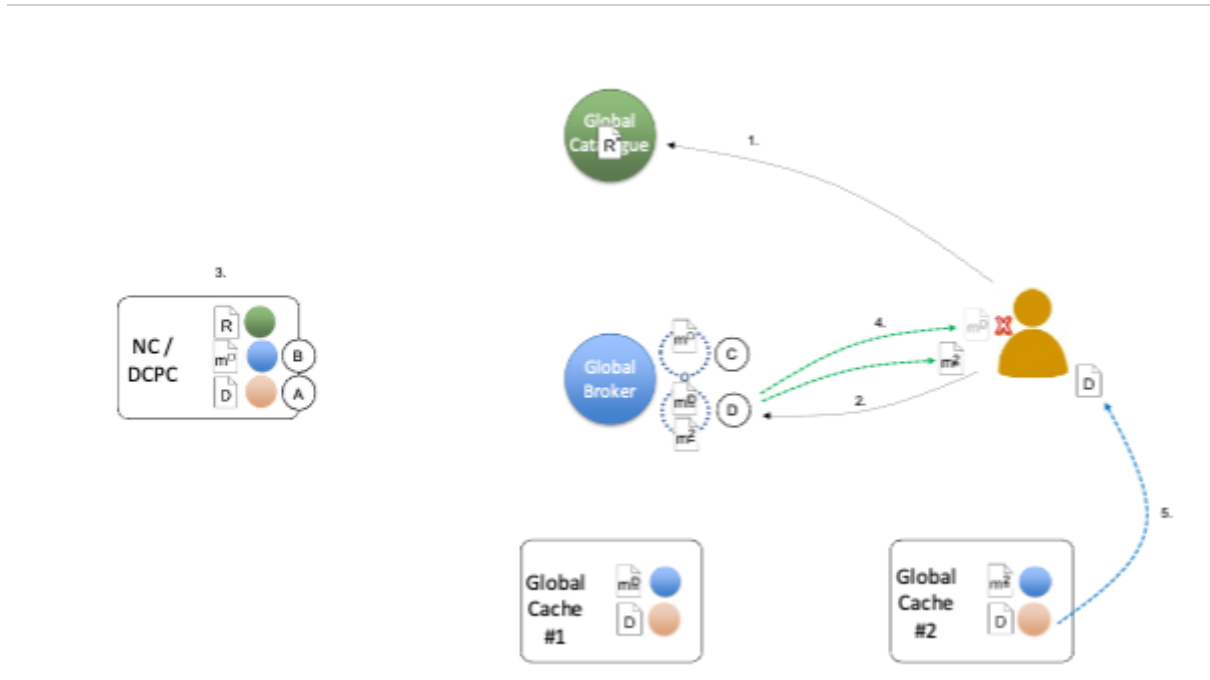 Global
Catalogue
R
1.
3.
NC /
DCPC
R
m
D
B
A
Global
Broker
C
D
4.
2.
D
5.
Global
Cache
#1
D
Global
Cache
#2
D